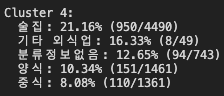 Cluster 4:
술집: 21.16% (950/4490)
기타 외식업: 16.33% (8/49)
분류정보없음: 12.65% (94/743)
양식: 10.34% (151/1461)
중식: 8.08% (110/1361)